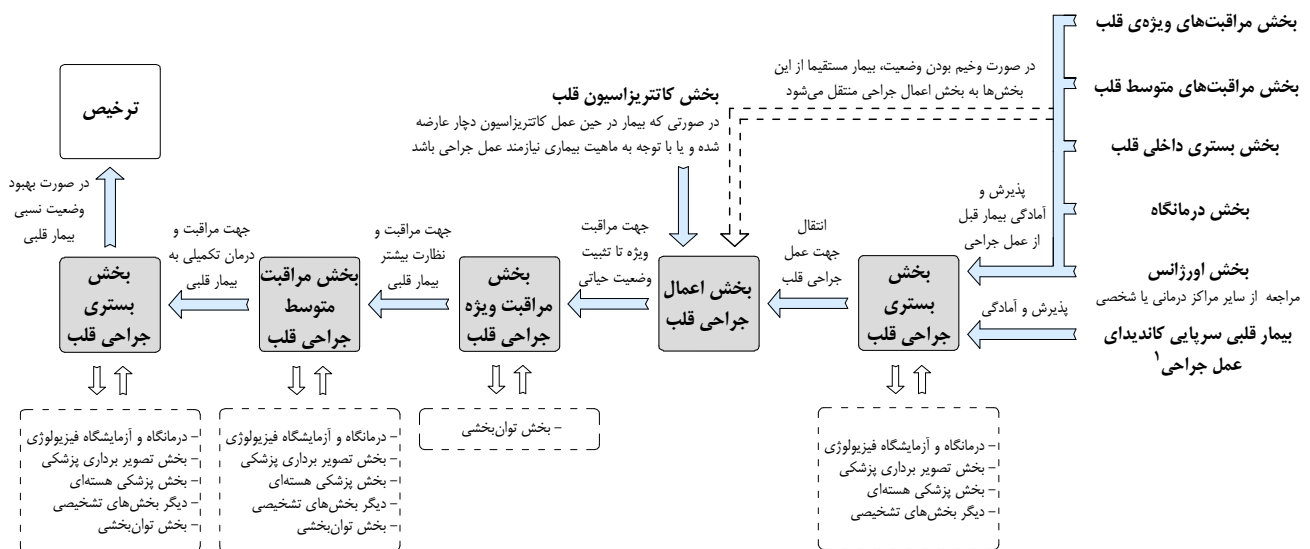 بخش مراقبت‌های ویژه‌ی قلب
بخش مراقبت‌های متوسط قلب
بخش بستری داخلی قلب
بخش درمانگاه
بخش اورژانس
مراجعه از سایر مراکز درمانی یا شخصی
بیمار قلبی سرپایی کاندیدای
عمل جراحی۱
در صورت وخیم بودن وضعیت، بیمار مستقیما از این
بخش‌ها به بخش اعمال جراحی منتقل می‌شود
پذیرش و
آمادگی بیمار قبل
از عمل جراحی
پذیرش و آمادگی
بخش
بستری
جراحی قلب
- درمانگاه و آزمایشگاه فیزیولوژی
- بخش تصویر برداری پزشکی
- بخش پزشکی هسته‌ای
- دیگر بخش‌های تشخیصی
انتقال
جهت عمل
جراحی قلب
بخش کاتتریزاسیون قلب
در صورتی که بیمار در حین عمل کاتتریزاسیون دچار عارضه
شده و یا با توجه به ماهیت بیماری نیازمند عمل جراحی باشد
بخش اعمال
جراحی قلب
جهت مراقبت
ویژه تا تثبیت
وضعیت حیاتی
بخش
مراقبت ویژه
جراحی قلب
- بخش توان‌بخشی
جهت مراقبت و
نظارت بیشتر
بیمار قلبی
بخش مراقبت
متوسط
جراحی قلب
- درمانگاه و آزمایشگاه فیزیولوژی
- بخش تصویر برداری پزشکی
- بخش پزشکی هسته‌ای
- دیگر بخش‌های تشخیصی
- بخش توان‌بخشی
جهت مراقبت و
درمان تکمیلی به
بیمار قلبی
بخش
بستری
جراحی قلب
- درمانگاه و آزمایشگاه فیزیولوژی
- بخش تصویر برداری پزشکی
- بخش پزشکی هسته‌ای
- دیگر بخش‌های تشخیصی
- بخش توان‌بخشی
در صورت بهبود
وضعیت نسبی
بیمار قلبی
ترخیص